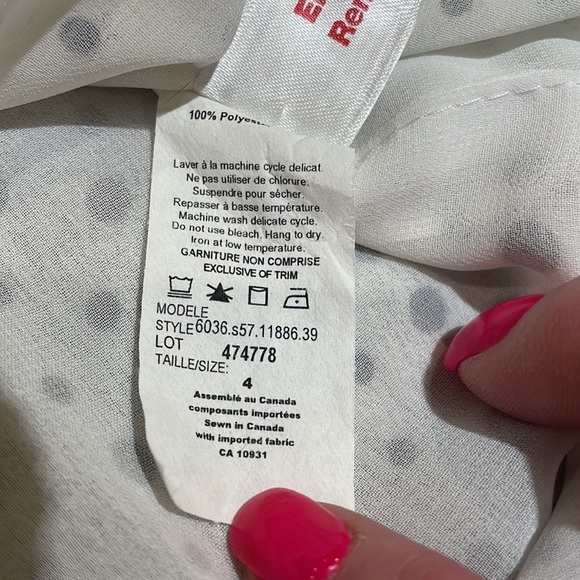 100% Polyester
Laver à la machine cycle delicat.
Ne pas utiliser de chlorure.
Suspendre pour sécher.
Repasser à basse température.
Machine wash delicate cycle.
Do not use bleach. Hang to dry.
Iron at low temperature.
GARNITURE NON COMPRISE
EXCLUSIVE OF TRIM
MODELE
STYLE 6036.s57.11886.39
LOT 474778
TAILLE/SIZE:
4
Assemblé au Canada
composants importées
Sewn in Canada
with imported fabric
CA 10931